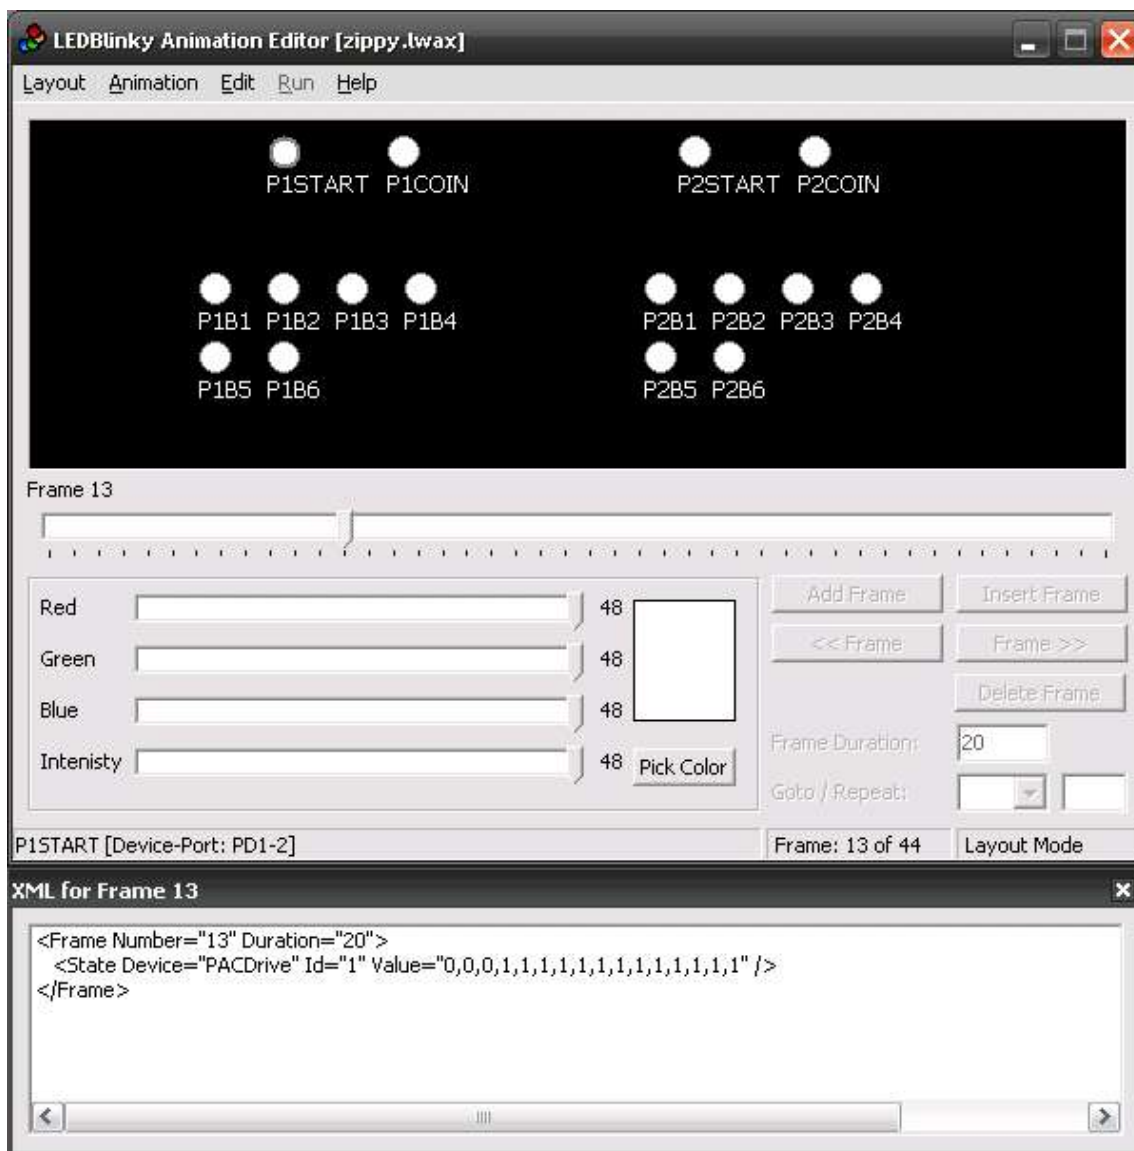 LEDBlinky Animation Editor [zippy.lwax]
Layout Animation Edit Run Help
P1START P1COIN P2START P2COIN
P1B1 P1B2 P1B3 P1B4 P2B1 P2B2 P2B3 P2B4
P1B5 P1B6 P2B5 P2B6
Frame 13
Red 48
Green 48
Blue 48
Intenisty 48
Pick Color
Add Frame Insert Frame
<< Frame Frame >>
Delete Frame
Frame Duration: 20
Goto / Repeat:
P1START [Device-Port: PD1-2] Frame: 13 of 44 Layout Mode
XML for Frame 13
<Frame Number="13" Duration="20">
<State Device="PACDrive" Id="1" Value="0,0,0,1,1,1,1,1,1,1,1,1,1,1,1,1" />
</Frame>